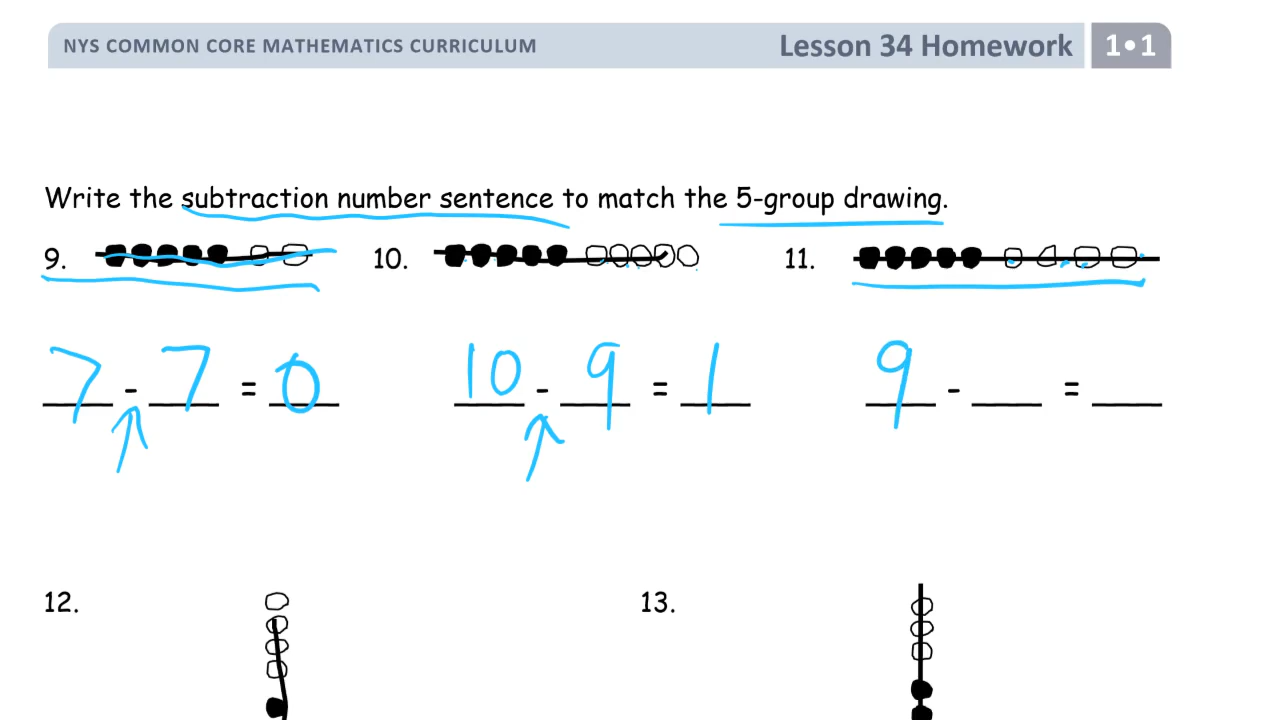 NYS COMMON CORE MATHEMATICS CURRICULUM Lesson 34 Homework 1•1
Write the subtraction number sentence to match the 5-group drawing.
9. 10. 11.
7 - 7 = 0 10 - 9 = 1 9 - ___ = ___
12. 13.